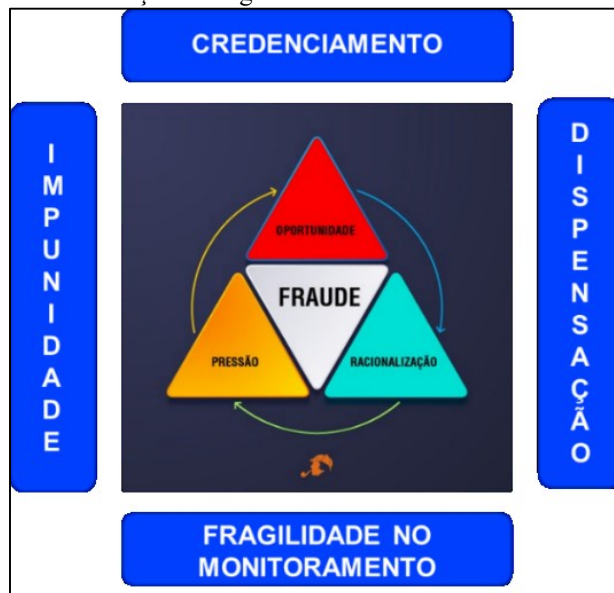 CREDENCIAMENTO
IMPUNIDADE
DISPENSAÇÃO
OPORTUNIDADE
FRAUDE
PRESSÃO
RACIONALIZAÇÃO
FRAGILIDADE NO
MONITORAMENTO